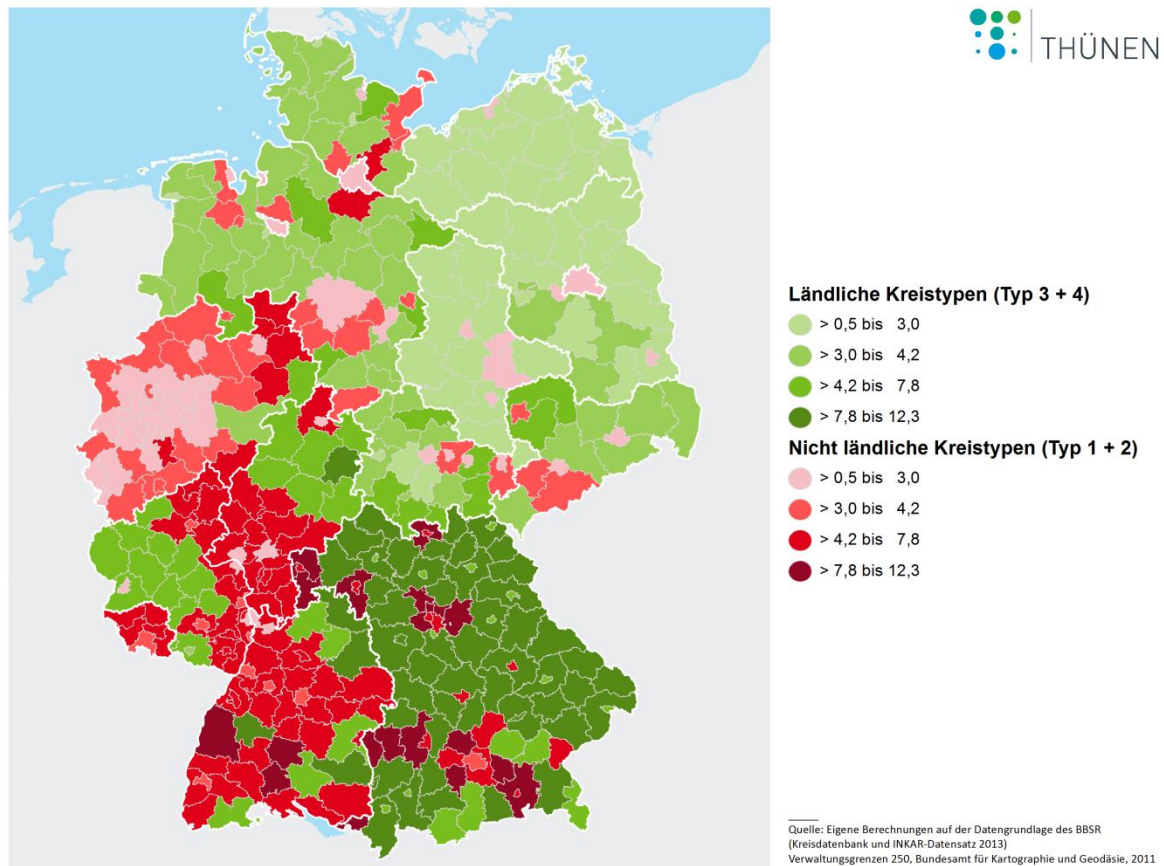 THÜNEN
Ländliche Kreistypen (Typ 3 + 4)
> 0,5 bis 3,0
> 3,0 bis 4,2
> 4,2 bis 7,8
> 7,8 bis 12,3
Nicht ländliche Kreistypen (Typ 1 + 2)
> 0,5 bis 3,0
> 3,0 bis 4,2
> 4,2 bis 7,8
> 7,8 bis 12,3
Quelle: Eigene Berechnungen auf der Datengrundlage des BBSR
(Kreisdatenbank und INKAR-Datensatz 2013)
Verwaltungsgrenzen 250, Bundesamt für Kartographie und Geodäsie, 2011